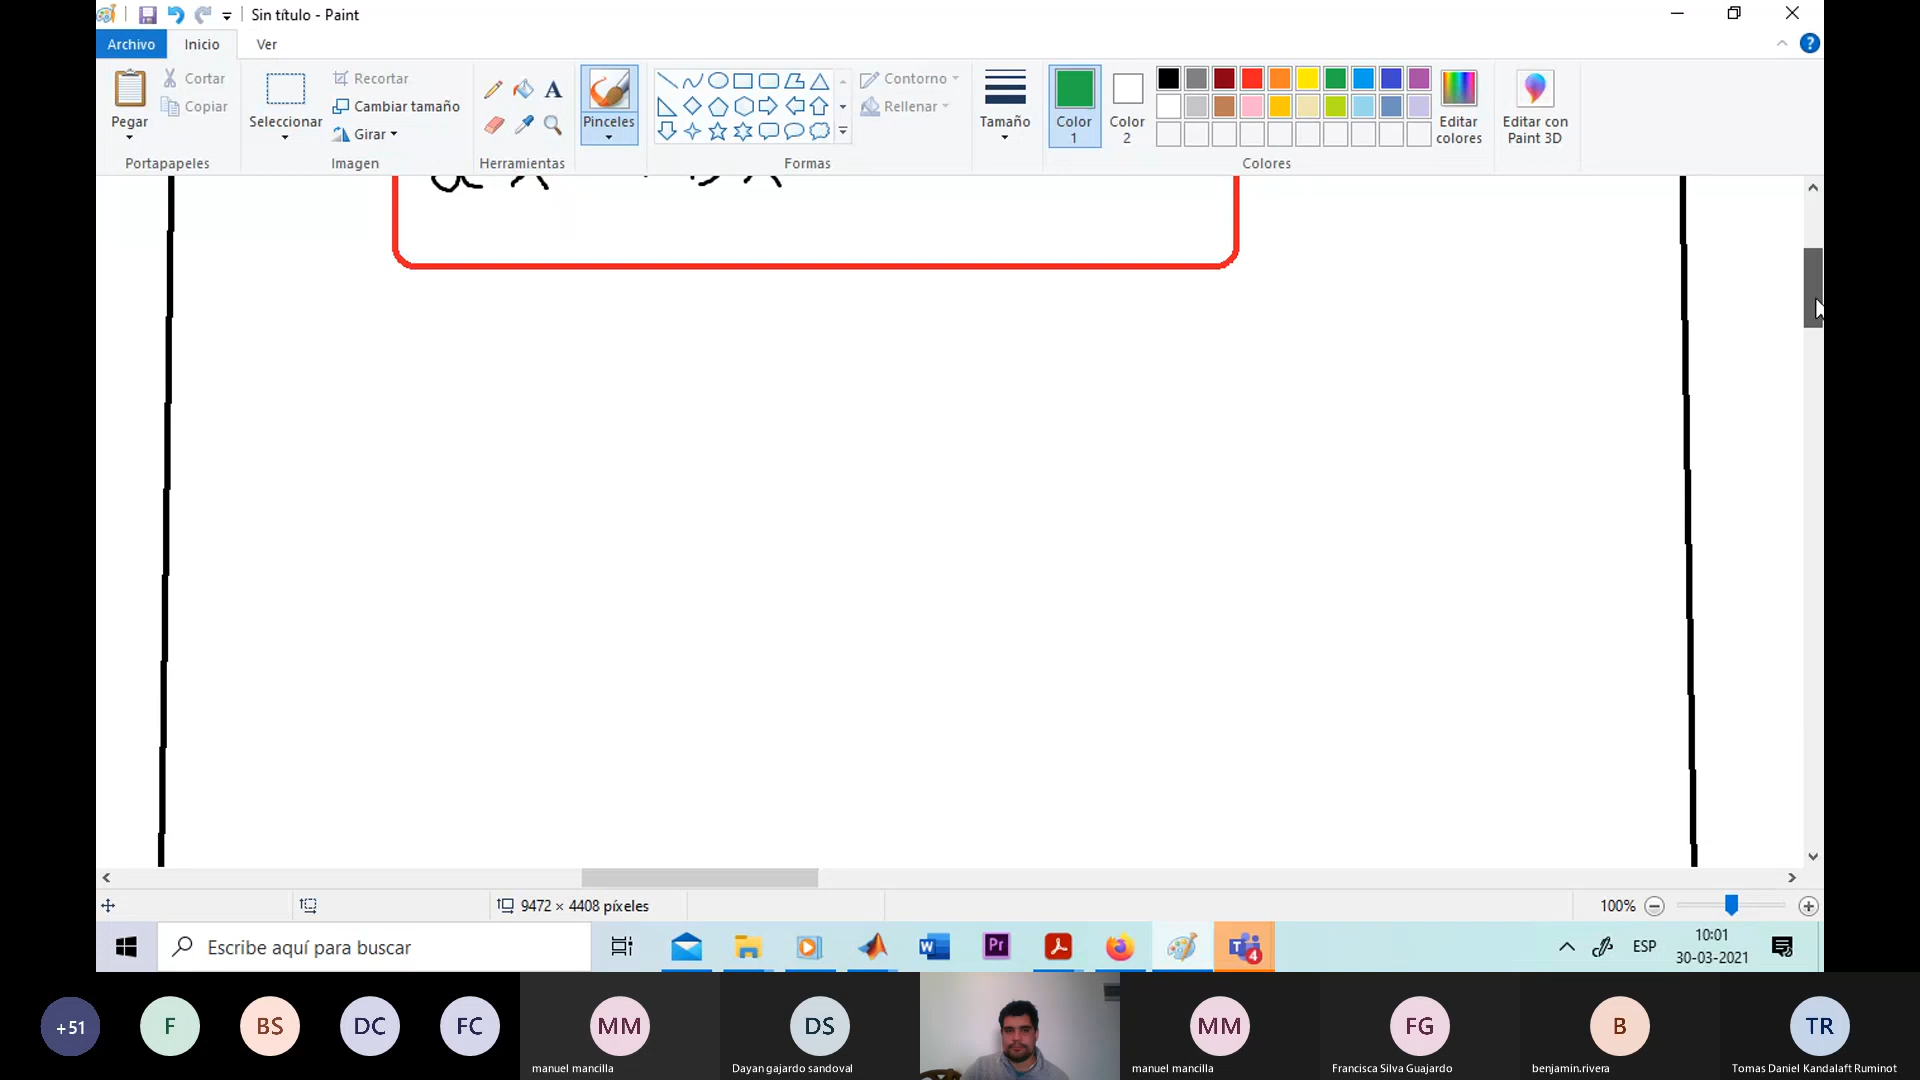 Sin título - Paint
Archivo Inicio Ver
Pegar
Cortar
Copiar
Portapapeles
Seleccionar
Recortar
Cambiar tamaño
Girar
Imagen
A
Herramientas
Pinceles
Contorno
Rellenar
Formas
Tamaño
Color
1
Color
2
Editar
colores
Colores
Editar con
Paint 3D
?
9472 × 4408 píxeles
100%
Escribe aquí para buscar
W
Pr
T
4
ESP
10:01
30-03-2021
+51
F
BS
DC
FC
MM
manuel mancilla
DS
Dayan gajardo sandoval
MM
manuel mancilla
FG
Francisca Silva Guajardo
B
benjamin.rivera
TR
Tomas Daniel Kandalaft Ruminot